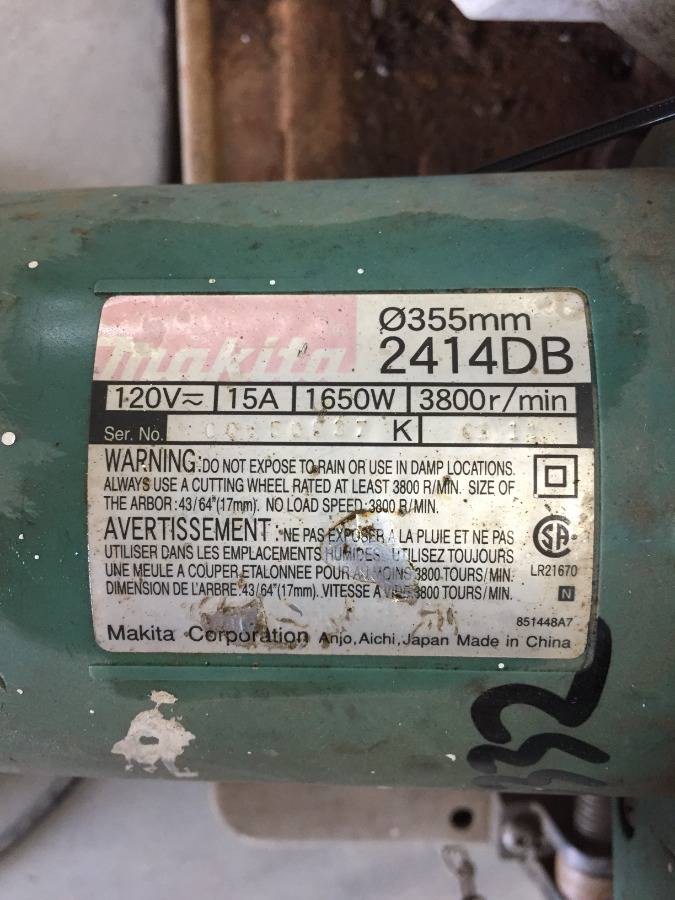 makita
Ø355mm
2414DB
120V⎓ 15A 1650W 3800r/min
Ser. No. K
WARNING:DO NOT EXPOSE TO RAIN OR USE IN DAMP LOCATIONS.
ALWAYS USE A CUTTING WHEEL RATED AT LEAST 3800 R/MIN. SIZE OF
THE ARBOR:43/64"(17mm). NO LOAD SPEED:3800 R/MIN.
AVERTISSEMENT:NE PAS EXPOSER A LA PLUIE ET NE PAS
UTILISER DANS LES EMPLACEMENTS HUMIDES. UTILISEZ TOUJOURS
UNE MEULE A COUPER ETALONNEE POUR AU MOINS 3800 TOURS/MIN.
DIMENSION DE L'ARBRE:43/64"(17mm). VITESSE A VIDE:3800 TOURS/MIN.
SA
LR21670
N
851448A7
Makita Corporation Anjo,Aichi,Japan Made in China
332